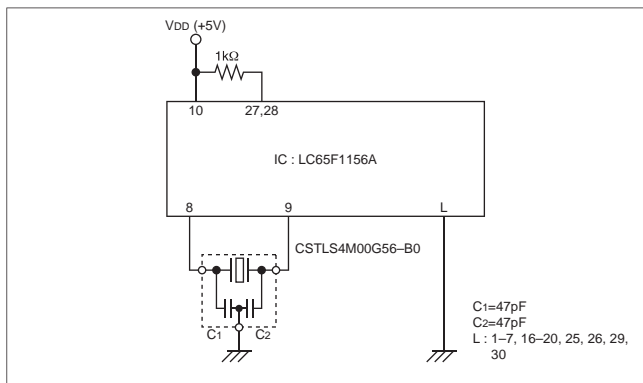 VDD (+5V)
1kΩ
10
27,28
IC : LC65F1156A
8
9
L
CSTLS4M00G56–B0
C1
C2
C1=47pF
C2=47pF
L : 1–7, 16–20, 25, 26, 29,
30